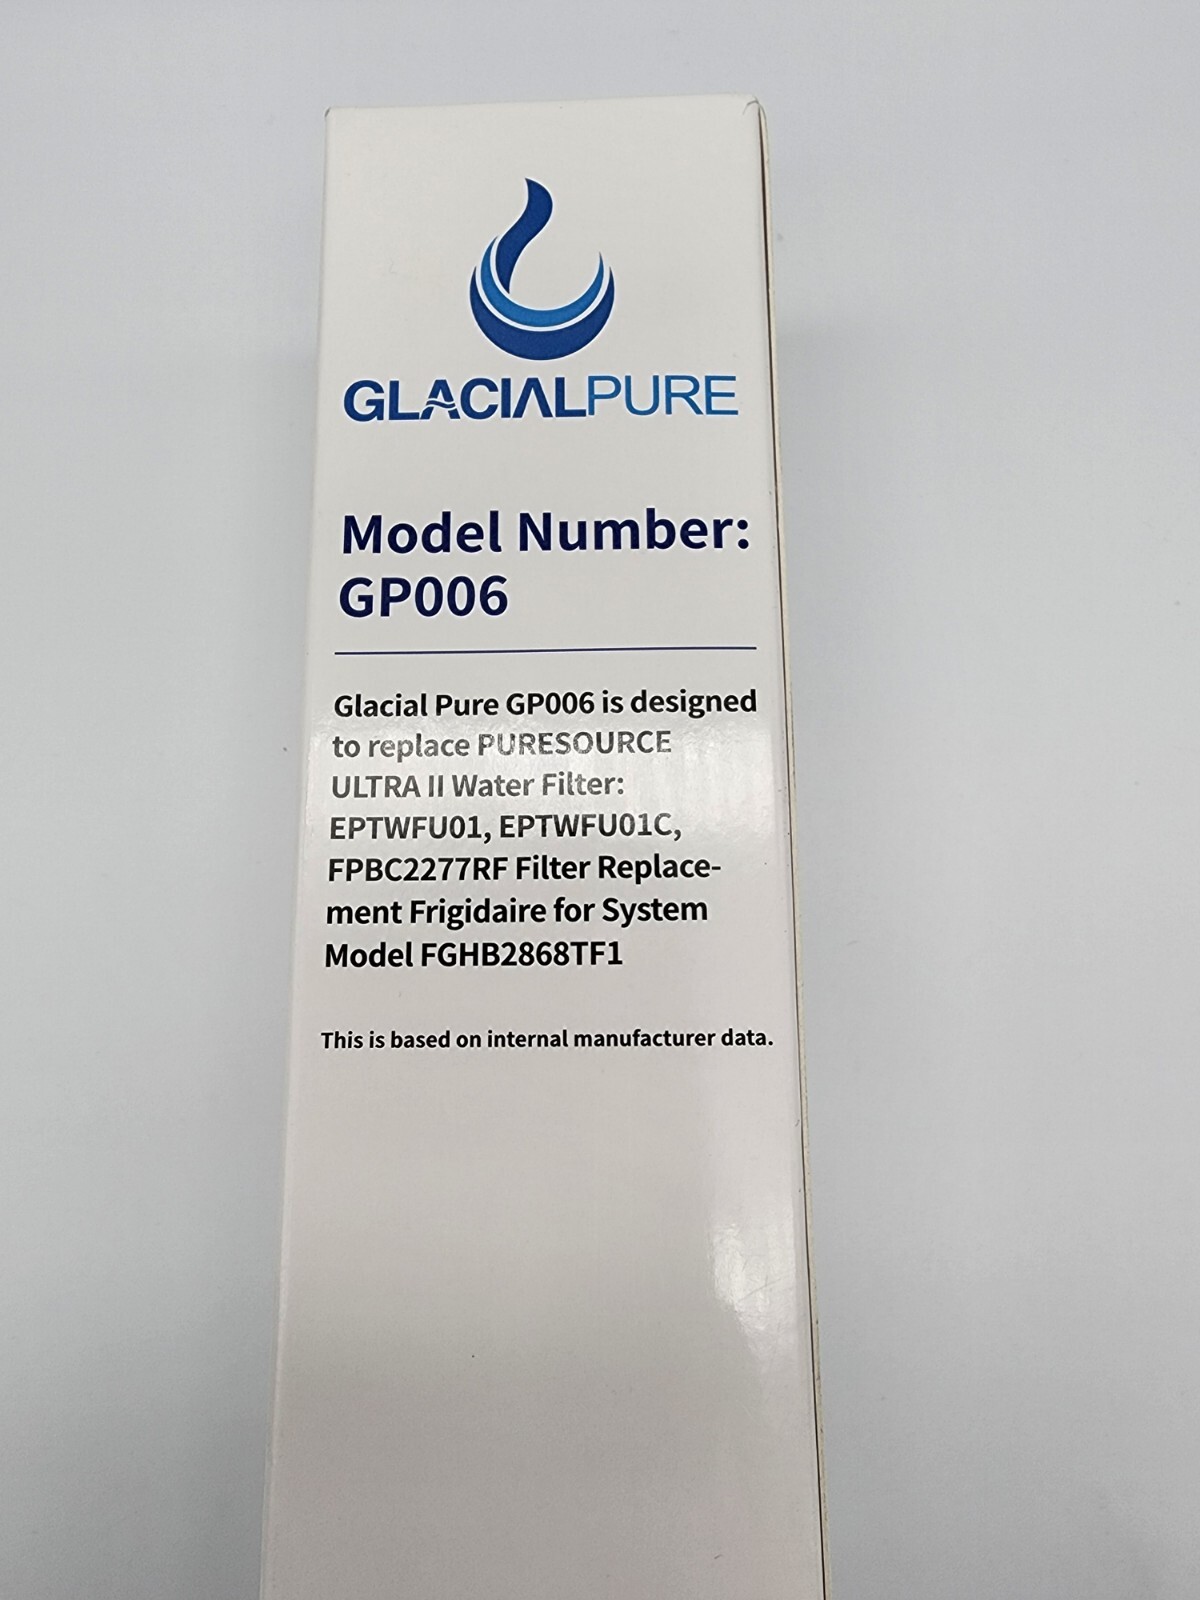 GLACIALPURE
Model Number:
GP006
Glacial Pure GP006 is designed
to replace PURESOURCE
ULTRA II Water Filter:
EPTWFU01, EPTWFU01C,
FPBC2277RF Filter Replace-
ment Frigidaire for System
Model FGHB2868TF1
This is based on internal manufacturer data.